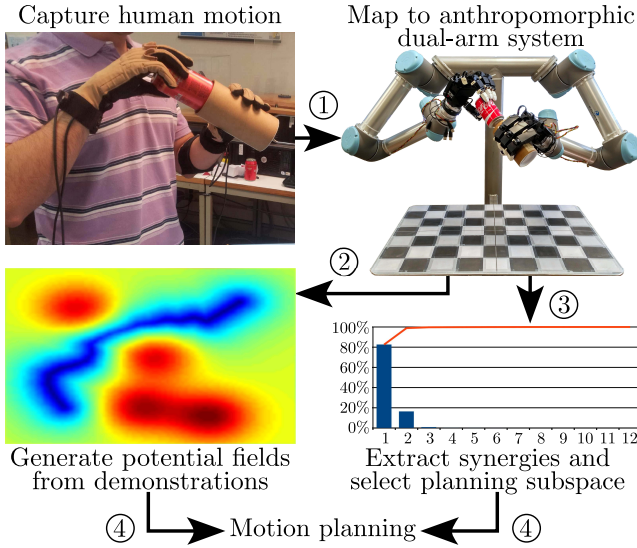 Capture human motion
Map to anthropomorphic
dual-arm system
①
②
③
100%
80%
60%
40%
20%
0%
1 2 3 4 5 6 7 8 9 10 11 12
Generate potential fields
from demonstrations
Extract synergies and
select planning subspace
④ Motion planning ④